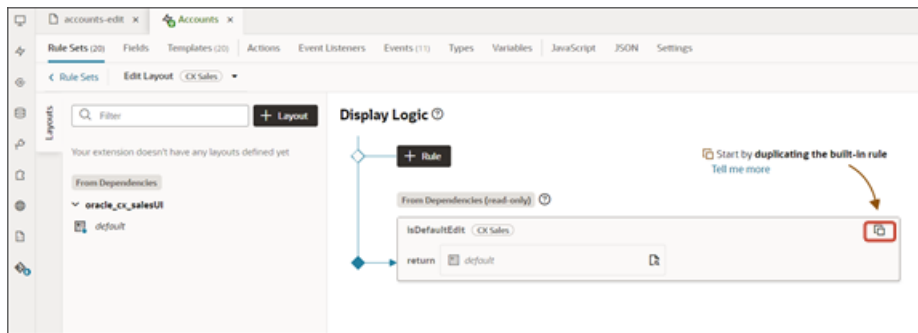 accounts-edit × Accounts ×
Rule Sets (20) Fields Templates (20) Actions Event Listeners Events (11) Types Variables JavaScript JSON Settings
< Rule Sets Edit Layout CX Sales
Layouts
Filter
+ Layout
Your extension doesn't have any layouts defined yet
From Dependencies
oracle_cx_salesUI
default
Display Logic
+ Rule
Start by duplicating the built-in rule
Tell me more
From Dependencies (read-only)
isDefaultEdit CX Sales
return default